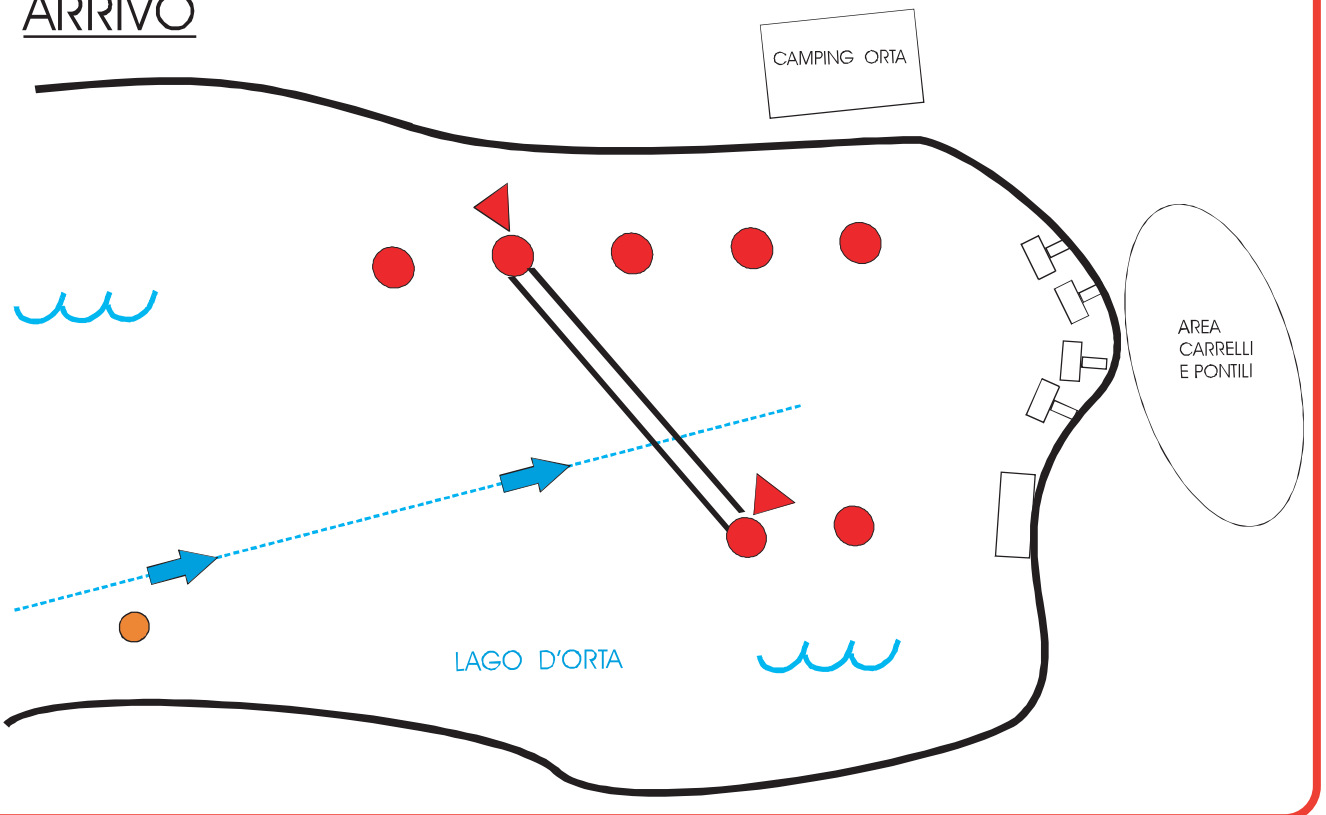 ARRIVO
CAMPING ORTA
AREA
CARRELLI
E PONTILI
LAGO D'ORTA